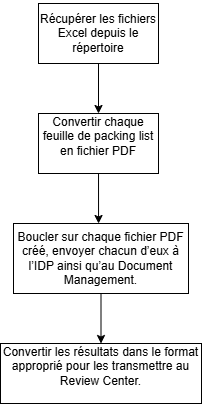 Récupérer les fichiers
Excel depuis le
répertoire
Convertir chaque
feuille de packing list
en fichier PDF
Boucler sur chaque fichier PDF
créé, envoyer chacun d'eux à
l'IDP ainsi qu'au Document
Management.
Convertir les résultats dans le format
approprié pour les transmettre au
Review Center.